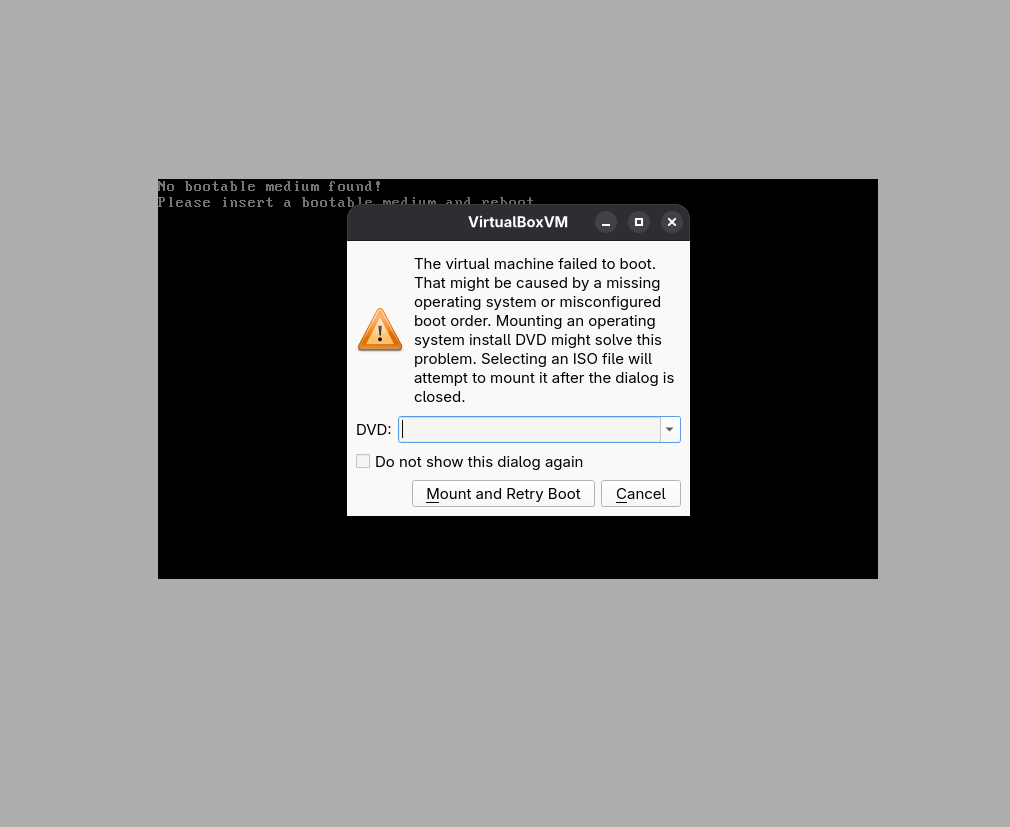 No bootable medium found!
Please insert a bootable medium and reboot
VirtualBoxVM
The virtual machine failed to boot.
That might be caused by a missing
operating system or misconfigured
boot order. Mounting an operating
system install DVD might solve this
problem. Selecting an ISO file will
attempt to mount it after the dialog is
closed.
DVD:
Do not show this dialog again
Mount and Retry Boot
Cancel